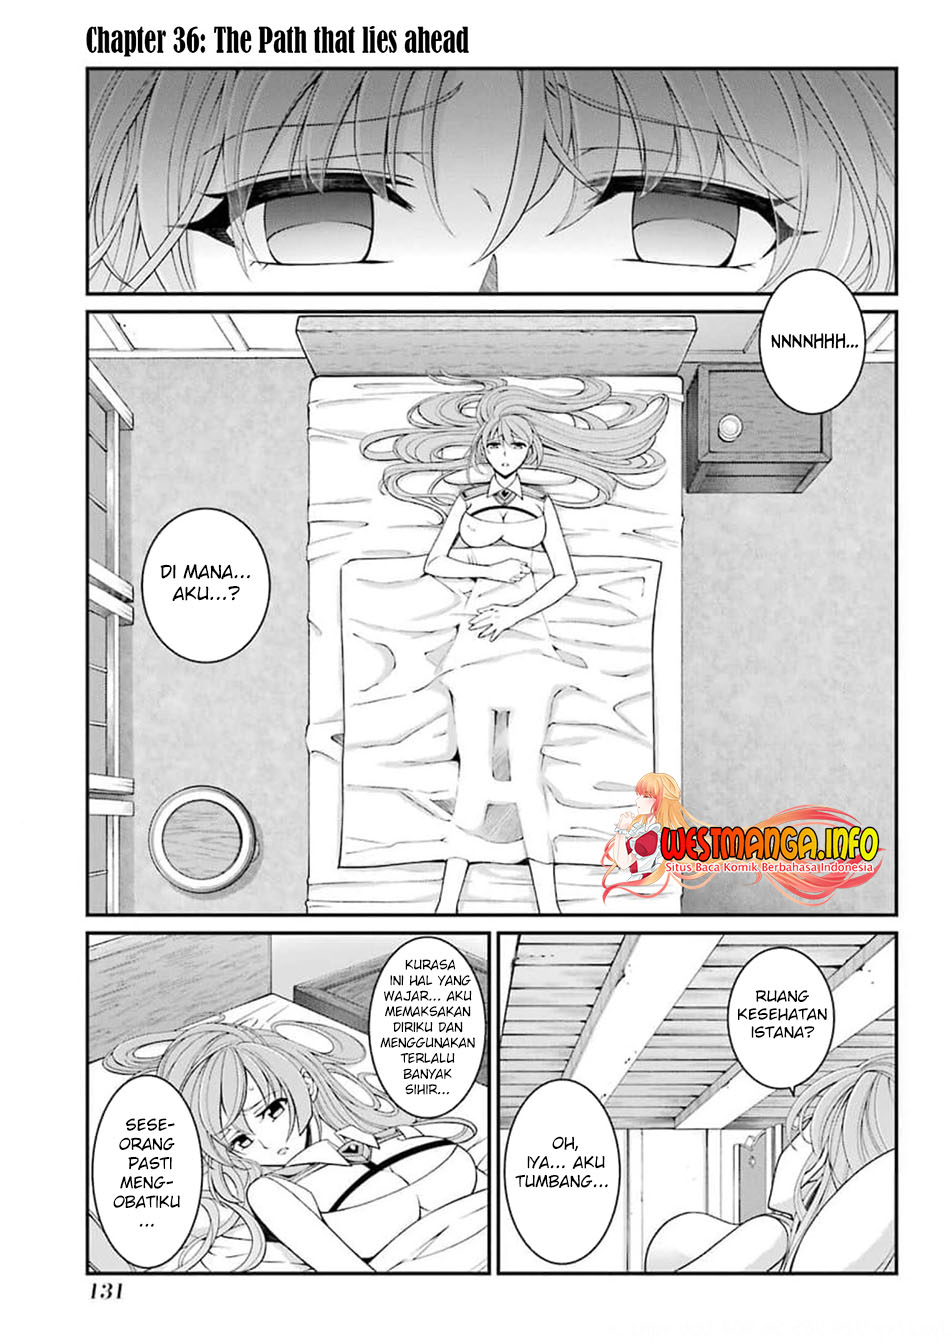 Chapter 36: The Path that lies ahead
NNNNHHH...
DI MANA...
AKU...?
WESTMANGA.INFO
Situs Baca Komik Berbahasa Indonesia
RUANG
KESEHATAN
ISTANA?
OH,
IYA... AKU
TUMBANG...
KURASA
INI HAL YANG
WAJAR... AKU
MEMAKSAKAN
DIRIKU DAN
MENGGUNAKAN
TERLALU
BANYAK
SIHIR...
SESE-
ORANG
PASTI
MENG-
OBATIKU
...
131